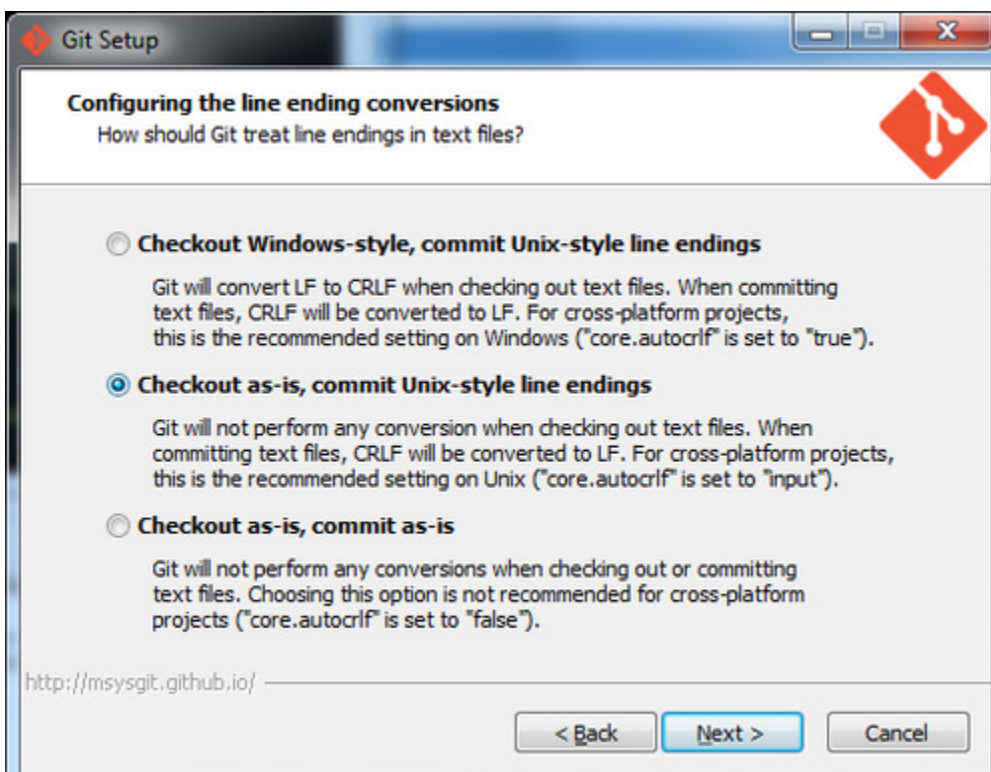 Git Setup
Configuring the line ending conversions
How should Git treat line endings in text files?
Checkout Windows-style, commit Unix-style line endings
Git will convert LF to CRLF when checking out text files. When committing
text files, CRLF will be converted to LF. For cross-platform projects,
this is the recommended setting on Windows ("core.autocrlf" is set to "true").
Checkout as-is, commit Unix-style line endings
Git will not perform any conversion when checking out text files. When
committing text files, CRLF will be converted to LF. For cross-platform projects,
this is the recommended setting on Unix ("core.autocrlf" is set to "input").
Checkout as-is, commit as-is
Git will not perform any conversions when checking out or committing
text files. Choosing this option is not recommended for cross-platform
projects ("core.autocrlf" is set to "false").
http://msysgit.github.io/
< Back Next > Cancel